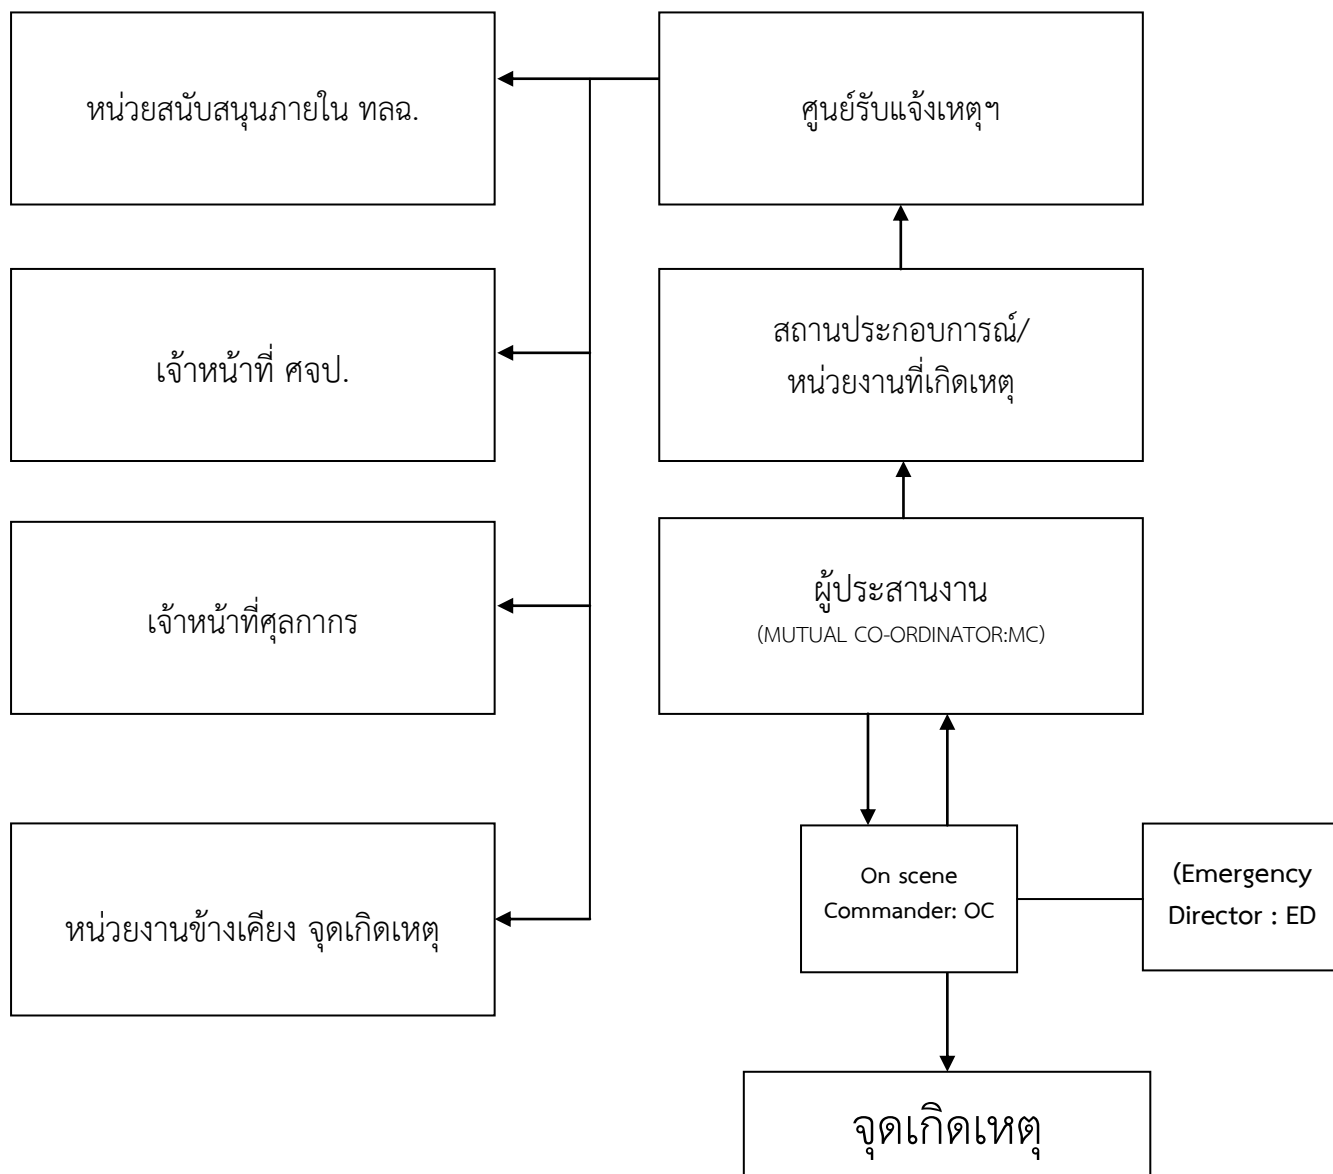 หน่วยสนับสนุนภายใน ทลฉ.
ศูนย์รับแจ้งเหตุฯ
เจ้าหน้าที่ ศจป.
สถานประกอบการณ์/
หน่วยงานที่เกิดเหตุ
เจ้าหน้าที่ศุลกากร
ผู้ประสานงาน
(MUTUAL CO-ORDINATOR:MC)
หน่วยงานข้างเคียง จุดเกิดเหตุ
On scene
Commander: OC
(Emergency
Director : ED
จุดเกิดเหตุ